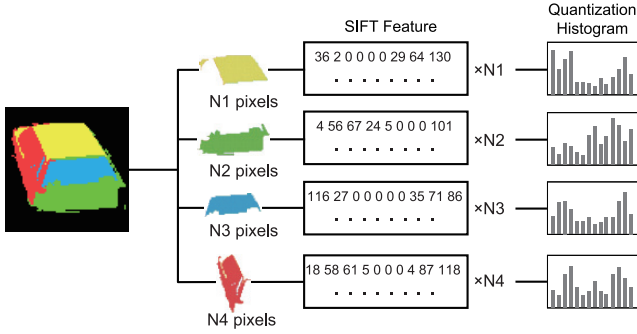 SIFT Feature
Quantization
Histogram
36 2 0 0 0 0 29 64 130
. . . . . . . .
×N1
N1 pixels
4 56 67 24 5 0 0 0 101
. . . . . . . .
×N2
N2 pixels
116 27 0 0 0 0 0 35 71 86
. . . . . . . .
×N3
N3 pixels
18 58 61 5 0 0 0 4 87 118
. . . . . . . .
×N4
N4 pixels